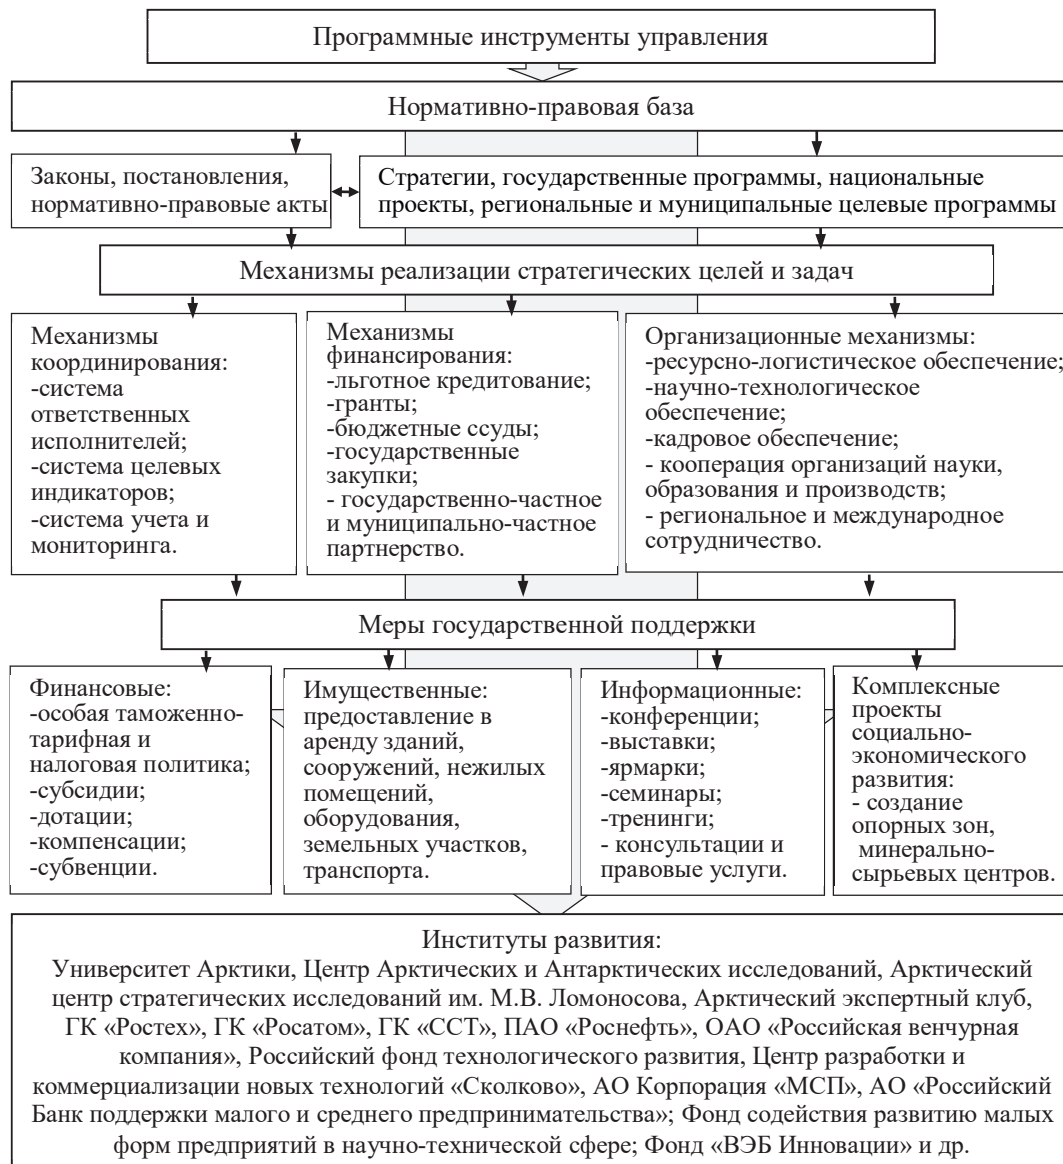 Программные инструменты управления
Нормативно-правовая база
Законы, постановления,
нормативно-правовые акты
Стратегии, государственные программы, национальные
проекты, региональные и муниципальные целевые программы
Механизмы реализации стратегических целей и задач
Механизмы
координирования:
-система
ответственных
исполнителей;
-система целевых
индикаторов;
-система учета и
мониторинга.
Механизмы
финансирования:
-льготное кредитование;
-гранты;
-бюджетные ссуды;
-государственные
закупки;
- государственно-частное
и муниципально-частное
партнерство.
Организационные механизмы:
-ресурсно-логистическое обеспечение;
-научно-технологическое
обеспечение;
-кадровое обеспечение;
- кооперация организаций науки,
образования и производств;
- региональное и международное
сотрудничество.
Меры государственной поддержки
Финансовые:
-особая таможенно-
тарифная и
налоговая политика;
-субсидии;
-дотации;
-компенсации;
-субвенции.
Имущественные:
предоставление в
аренду зданий,
сооружений, нежилых
помещений,
оборудования,
земельных участков,
транспорта.
Информационные:
-конференции;
-выставки;
-ярмарки;
-семинары;
-тренинги;
- консультации и
правовые услуги.
Комплексные
проекты
социально-
экономического
развития:
- создание
опорных зон,
минерально-
сырьевых центров.
Институты развития:
Университет Арктики, Центр Арктических и Антарктических исследований, Арктический
центр стратегических исследований им. М.В. Ломоносова, Арктический экспертный клуб,
ГК «Ростех», ГК «Росатом», ГК «ССТ», ПАО «Роснефть», ОАО «Российская венчурная
компания», Российский фонд технологического развития, Центр разработки и
коммерциализации новых технологий «Сколково», АО Корпорация «МСП», АО «Российский
Банк поддержки малого и среднего предпринимательства»; Фонд содействия развитию малых
форм предприятий в научно-технической сфере; Фонд «ВЭБ Инновации» и др.